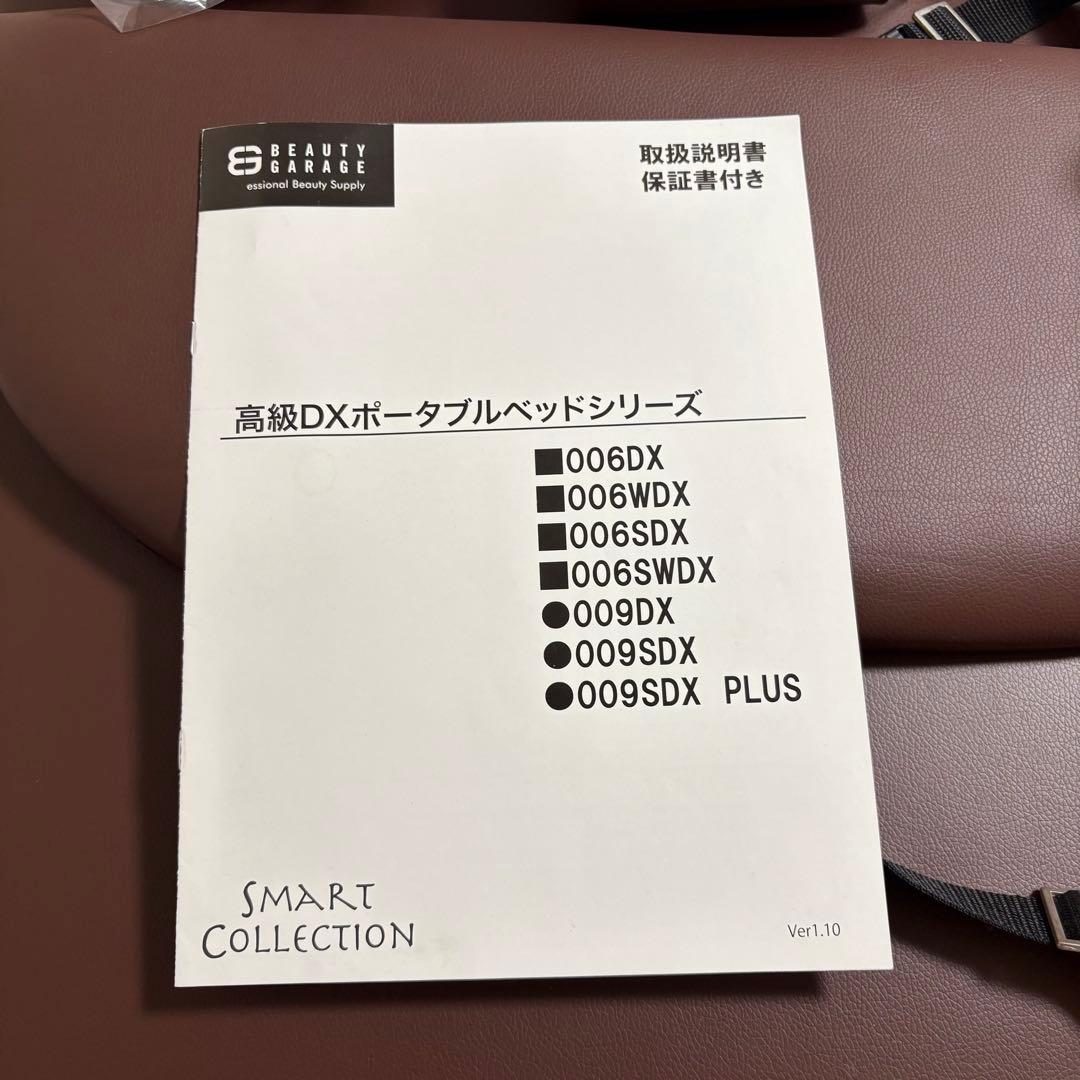 BEAUTY
GARAGE
essional Beauty Supply
取扱説明書
保証書付き
高級DXポータブルベッドシリーズ
■006DX
■006WDX
■006SDX
■006SWDX
●009DX
●009SDX
●009SDX PLUS
SMART
COLLECTION
Ver1.10